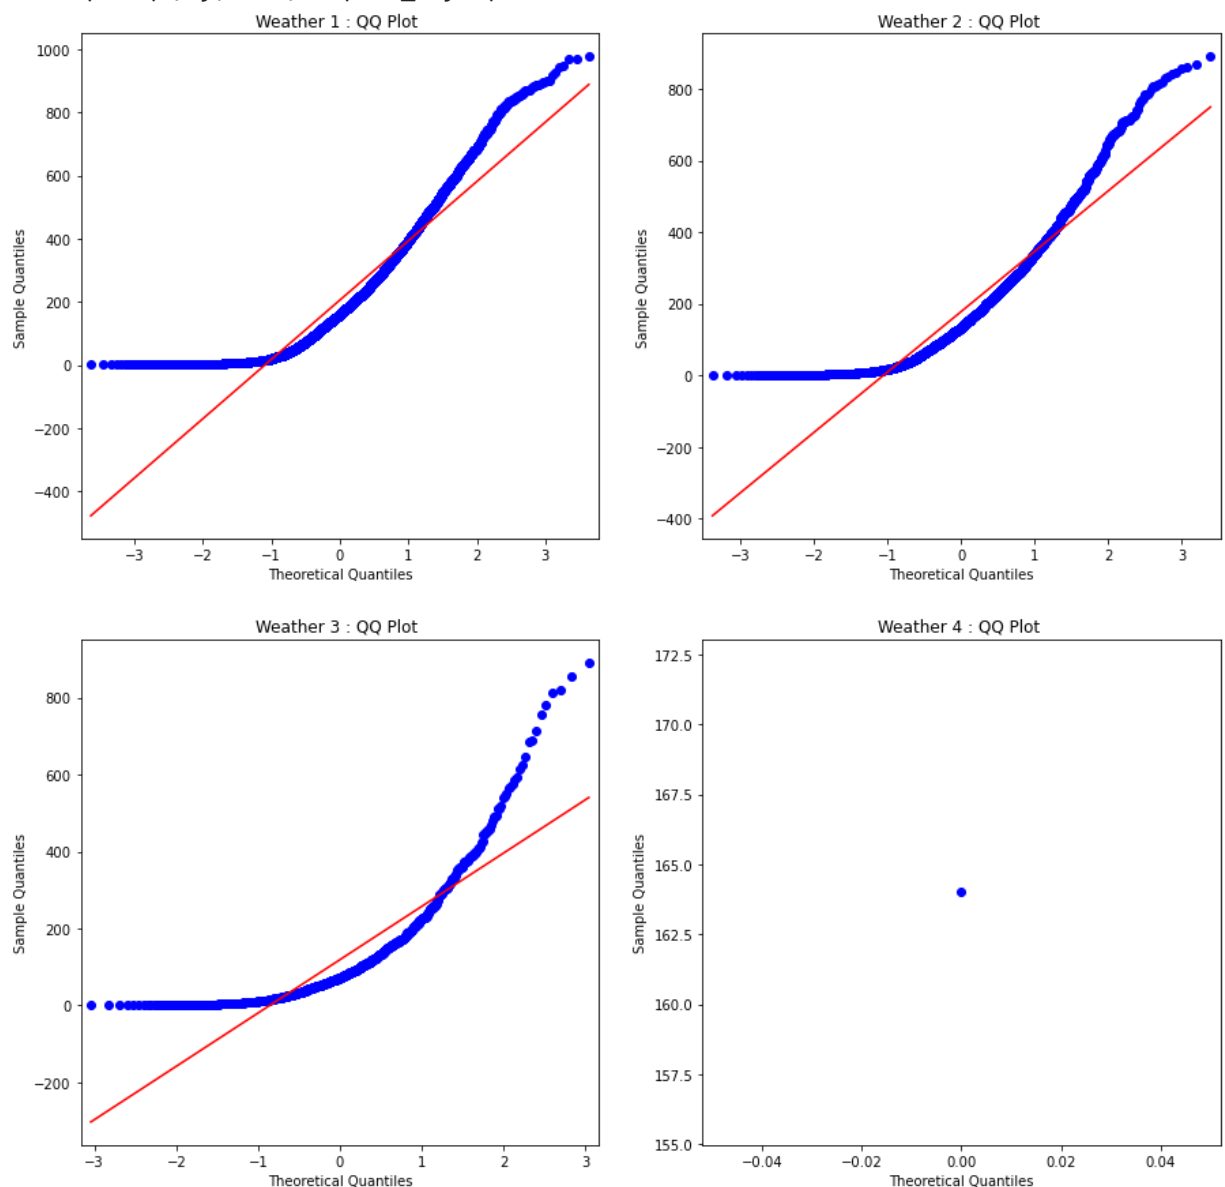 Weather 1 : QQ Plot
1000
800
600
400
200
0
−200
−400
Sample Quantiles
−3 −2 −1 0 1 2 3
Theoretical Quantiles
Weather 2 : QQ Plot
800
600
400
200
0
−200
−400
Sample Quantiles
−3 −2 −1 0 1 2 3
Theoretical Quantiles
Weather 3 : QQ Plot
800
600
400
200
0
−200
Sample Quantiles
−3 −2 −1 0 1 2 3
Theoretical Quantiles
Weather 4 : QQ Plot
172.5
170.0
167.5
165.0
162.5
160.0
157.5
155.0
Sample Quantiles
−0.04 −0.02 0.00 0.02 0.04
Theoretical Quantiles